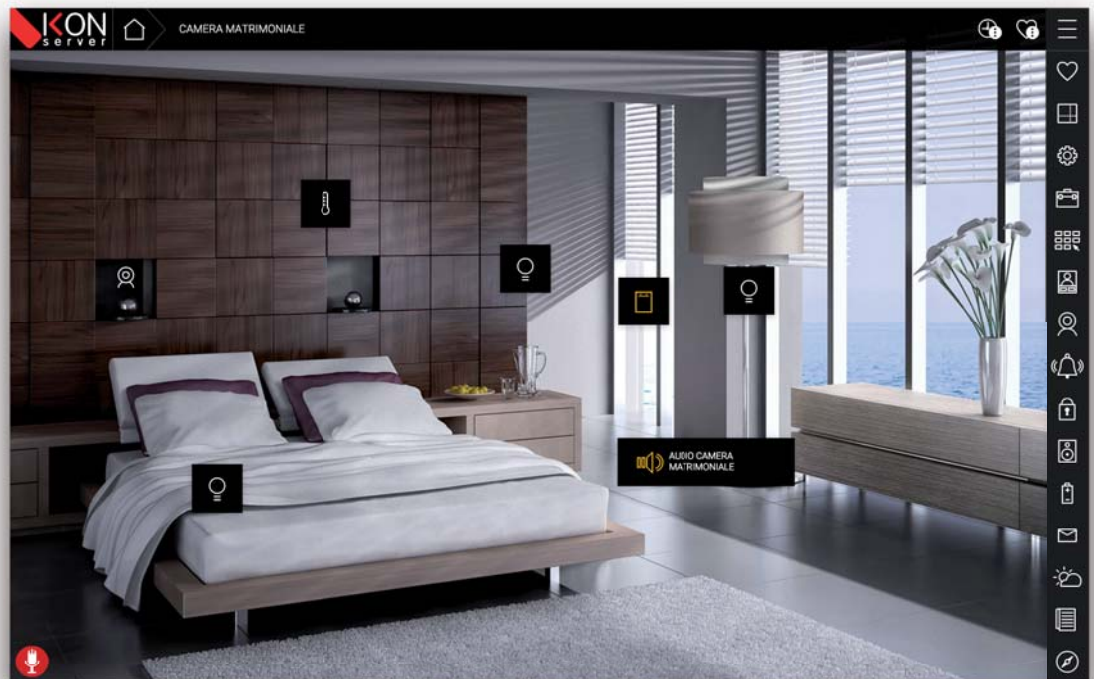 IKON
server
CAMERA MATRIMONIALE
AUDIO CAMERA
MATRIMONIALE